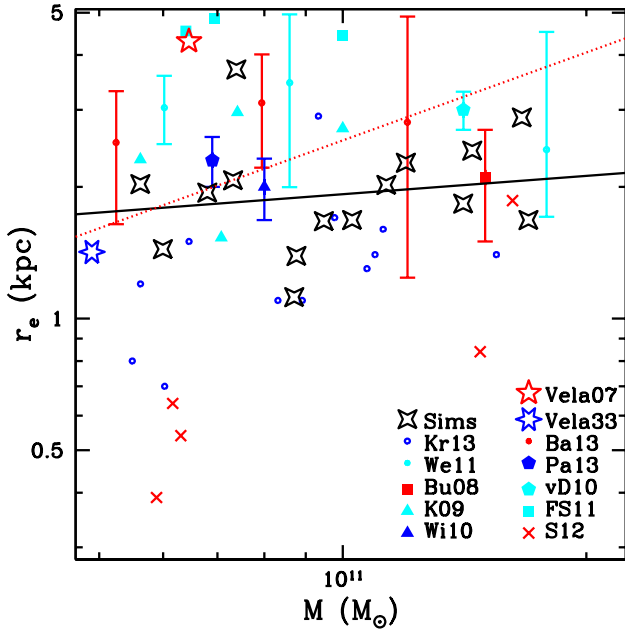 5
1
0.5
r_e (kpc)
10^11
M (M_⊙)
Vela07
Sims
Vela33
Kr13
Ba13
We11
Pa13
Bu08
vD10
K09
FS11
Wi10
S12